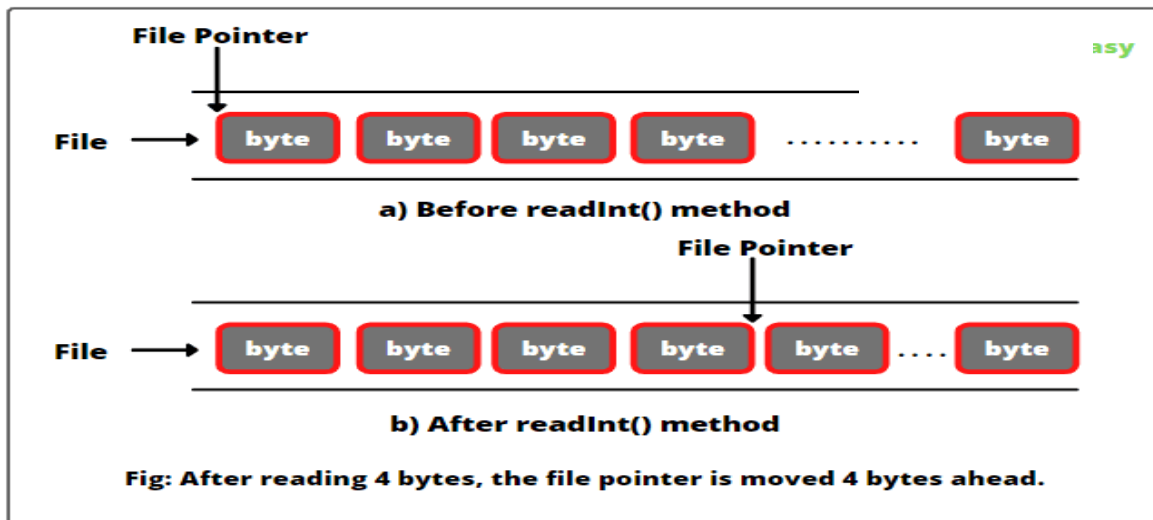 File Pointer
asy
File byte byte byte byte .......... byte
a) Before readInt() method
File Pointer
File byte byte byte byte byte .... byte
b) After readInt() method
Fig: After reading 4 bytes, the file pointer is moved 4 bytes ahead.